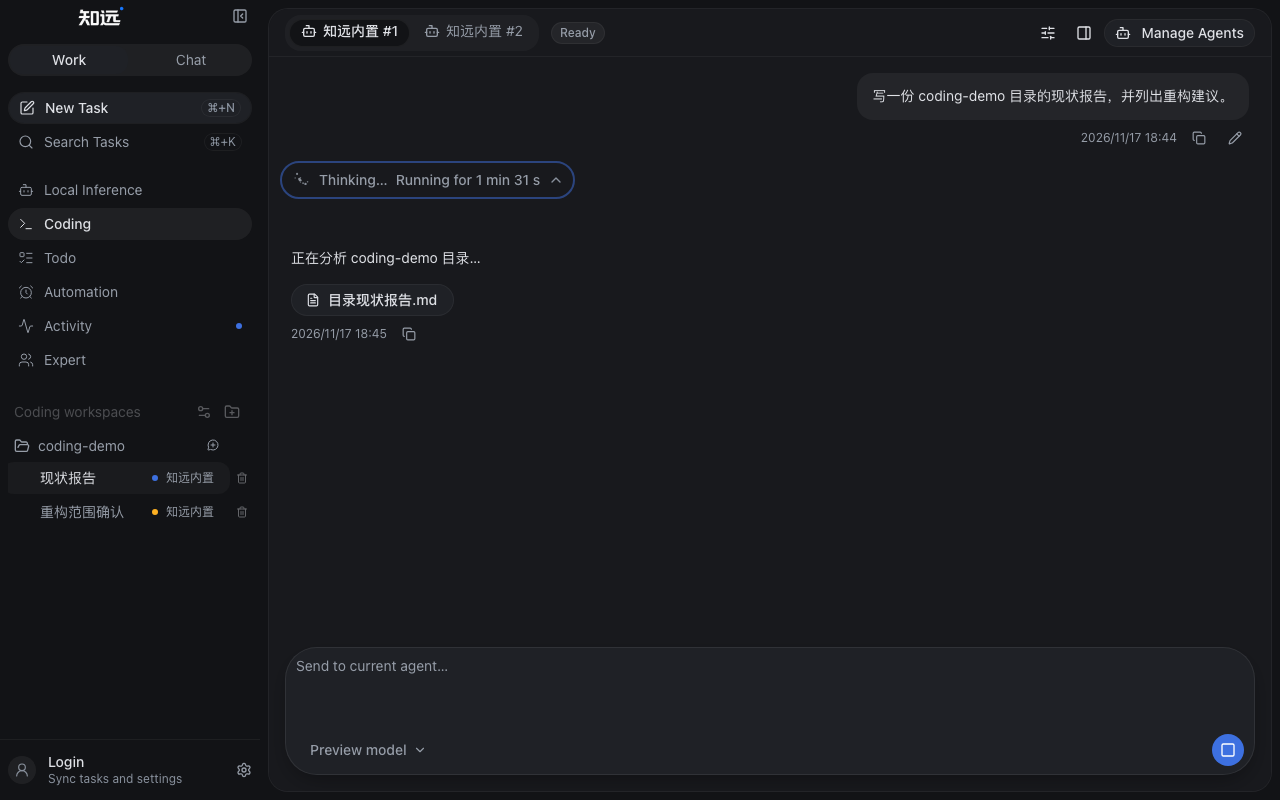 知远
Work
Chat
New Task
⌘+N
Search Tasks
⌘+K
Local Inference
Coding
Todo
Automation
Activity
Expert
Coding workspaces
coding-demo
现状报告
知远内置
重构范围确认
知远内置
Login
Sync tasks and settings
知远内置 #1
知远内置 #2
Ready
Manage Agents
写一份 coding-demo 目录的现状报告，并列出重构建议。
2026/11/17 18:44
Thinking... Running for 1 min 31 s
正在分析 coding-demo 目录...
目录现状报告.md
2026/11/17 18:45
Send to current agent...
Preview model